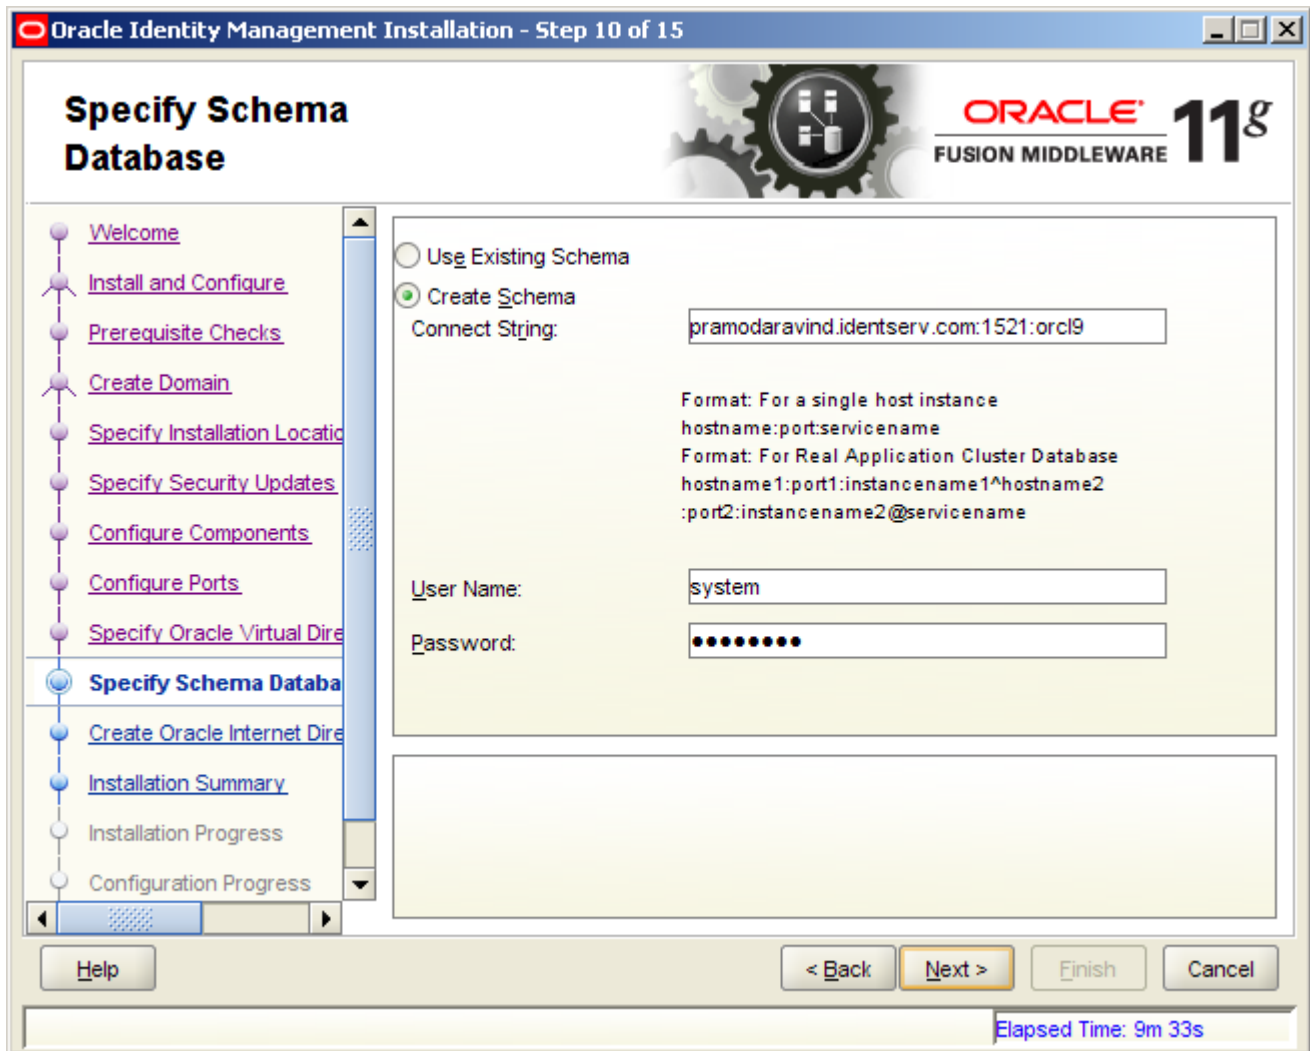 Oracle Identity Management Installation - Step 10 of 15
Specify Schema
Database
ORACLE
FUSION MIDDLEWARE
11g
Welcome
Install and Configure
Prerequisite Checks
Create Domain
Specify Installation Locatio
Specify Security Updates
Configure Components
Configure Ports
Specify Oracle Virtual Dire
Specify Schema Databa
Create Oracle Internet Dire
Installation Summary
Installation Progress
Configuration Progress
Use Existing Schema
Create Schema
Connect String: pramodaravind.identserv.com:1521:orcl9
Format: For a single host instance
hostname:port:servicename
Format: For Real Application Cluster Database
hostname1:port1:instancename1^hostname2
:port2:instancename2@servicename
User Name: system
Password: ●●●●●●●●
Help
< Back
Next >
Finish
Cancel
Elapsed Time: 9m 33s